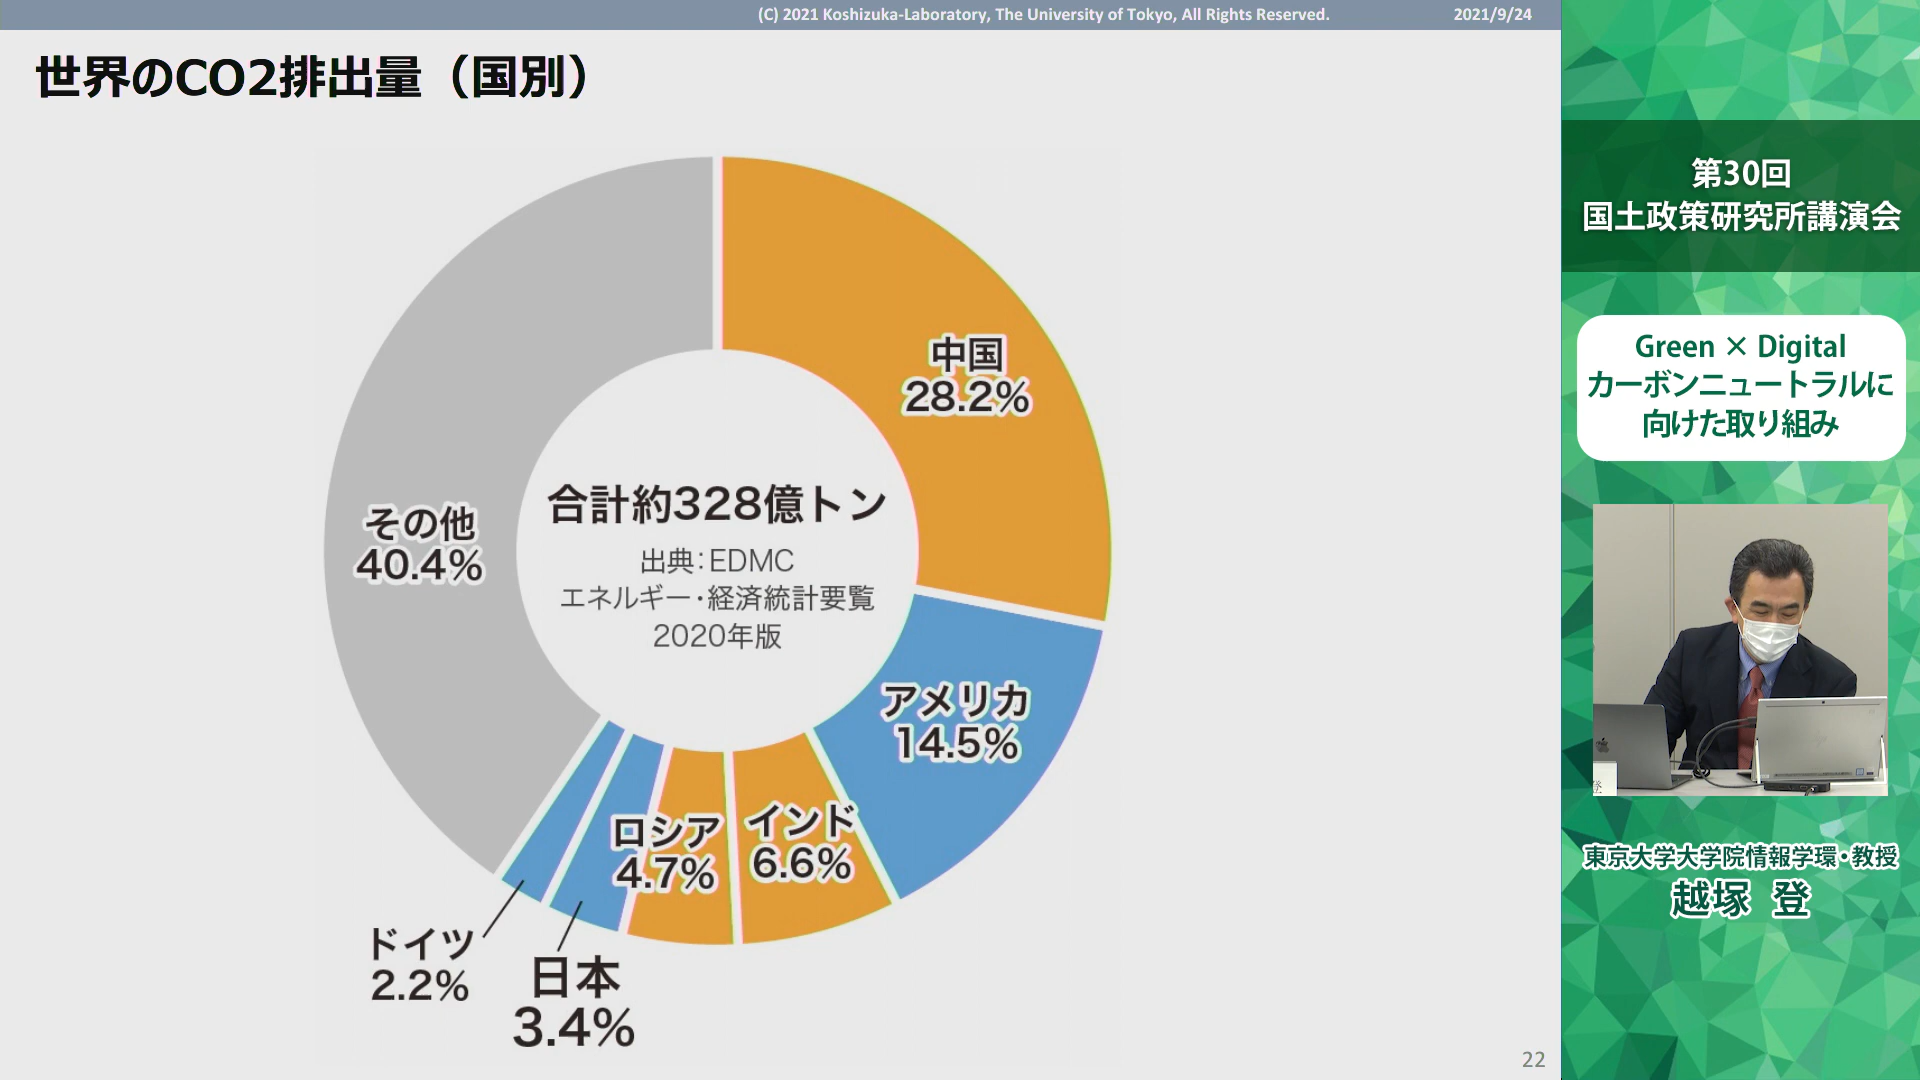 (C) 2021 Koshizuka-Laboratory, The University of Tokyo, All Rights Reserved.
2021/9/24
世界のCO2排出量（国別）
中国
28.2%
アメリカ
14.5%
インド
6.6%
ロシア
4.7%
日本
3.4%
ドイツ
2.2%
その他
40.4%
合計約328億トン
出典：EDMC
エネルギー・経済統計要覧
2020年版
22
第30回
国土政策研究所講演会
Green × Digital
カーボンニュートラルに
向けた取り組み
登
東京大学大学院情報学環・教授
越塚 登